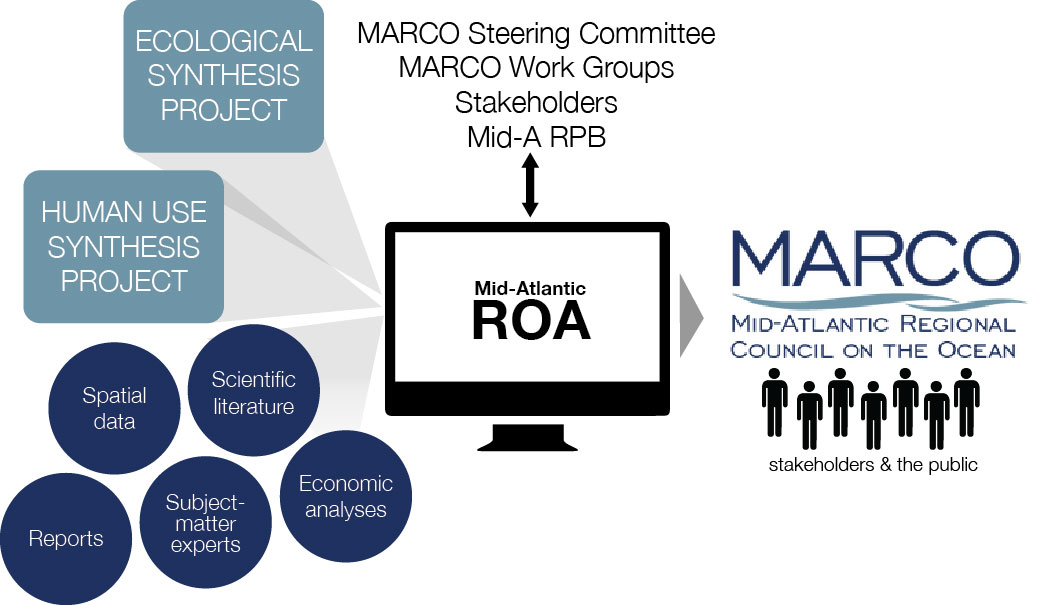 ECOLOGICAL
SYNTHESIS
PROJECT
HUMAN USE
SYNTHESIS
PROJECT
MARCO Steering Committee
MARCO Work Groups
Stakeholders
Mid-A RPB
Mid-Atlantic
ROA
MARCO
MID-ATLANTIC REGIONAL
COUNCIL ON THE OCEAN
stakeholders & the public
Spatial
data
Scientific
literature
Reports
Subject-
matter
experts
Economic
analyses